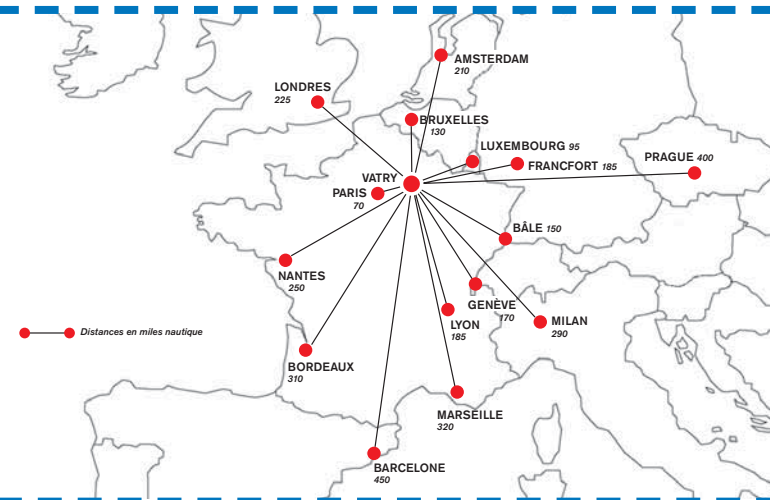 AMSTERDAM
210
LONDRES
225
BRUXELLES
130
LUXEMBOURG 95
FRANCFORT 185
PRAGUE 400
VATRY
PARIS
70
BÂLE 150
NANTES
250
GENÈVE
170
LYON
185
MILAN
290
Distances en miles nautique
BORDEAUX
310
MARSEILLE
320
BARCELONE
450